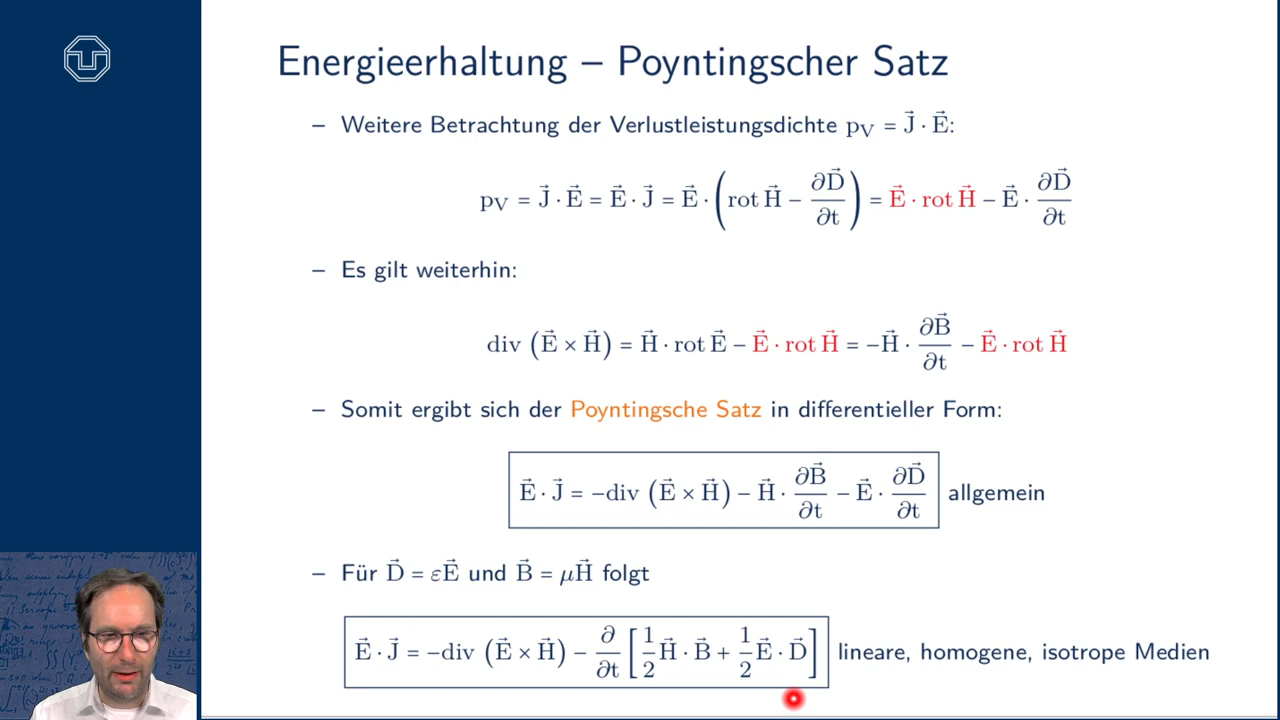 Energieerhaltung – Poyntingscher Satz
– Weitere Betrachtung der Verlustleistungsdichte p_V = J⃗ · E⃗:
p_V = J⃗ · E⃗ = E⃗ · J⃗ = E⃗ · (rot H⃗ − ∂D⃗/∂t) = E⃗ · rot H⃗ − E⃗ · ∂D⃗/∂t
– Es gilt weiterhin:
div (E⃗ × H⃗) = H⃗ · rot E⃗ − E⃗ · rot H⃗ = −H⃗ · ∂B⃗/∂t − E⃗ · rot H⃗
– Somit ergibt sich der Poyntingsche Satz in differentieller Form:
E⃗ · J⃗ = −div (E⃗ × H⃗) − H⃗ · ∂B⃗/∂t − E⃗ · ∂D⃗/∂t allgemein
– Für D⃗ = εE⃗ und B⃗ = μH⃗ folgt
E⃗ · J⃗ = −div (E⃗ × H⃗) − ∂/∂t [1/2 H⃗ · B⃗ + 1/2 E⃗ · D⃗] lineare, homogene, isotrope Medien